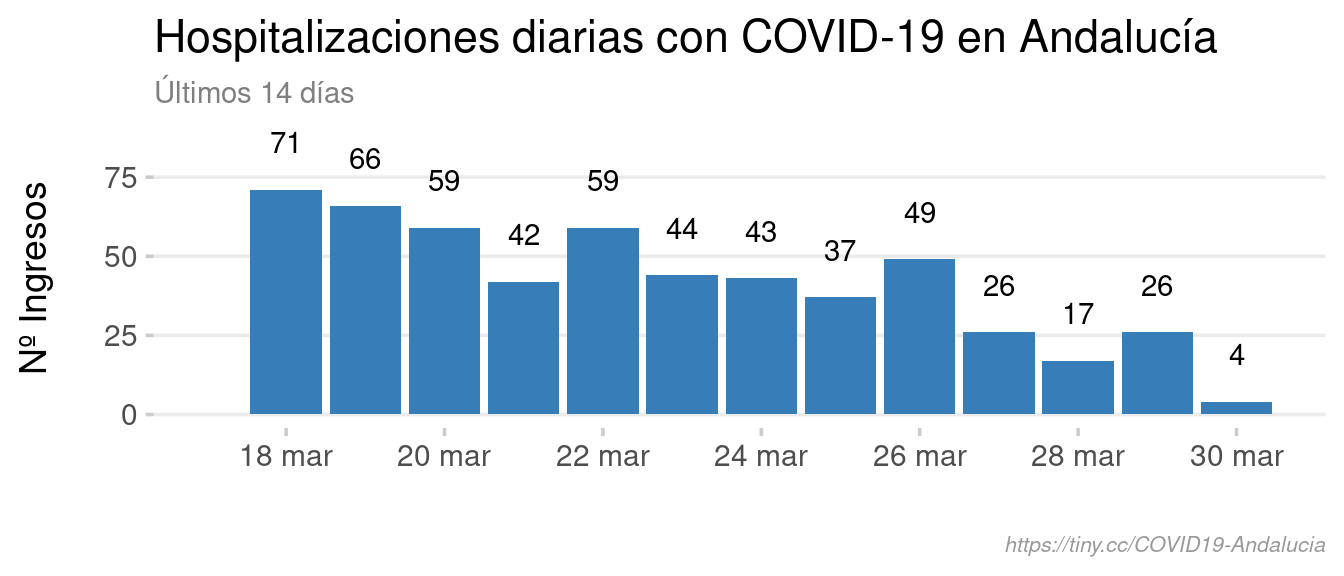 Hospitalizaciones diarias con COVID-19 en Andalucía
Últimos 14 días
Nº Ingresos
75
50
25
0
71
66
59
42
59
44
43
37
49
26
17
26
4
18 mar
20 mar
22 mar
24 mar
26 mar
28 mar
30 mar
https://tiny.cc/COVID19-Andalucia